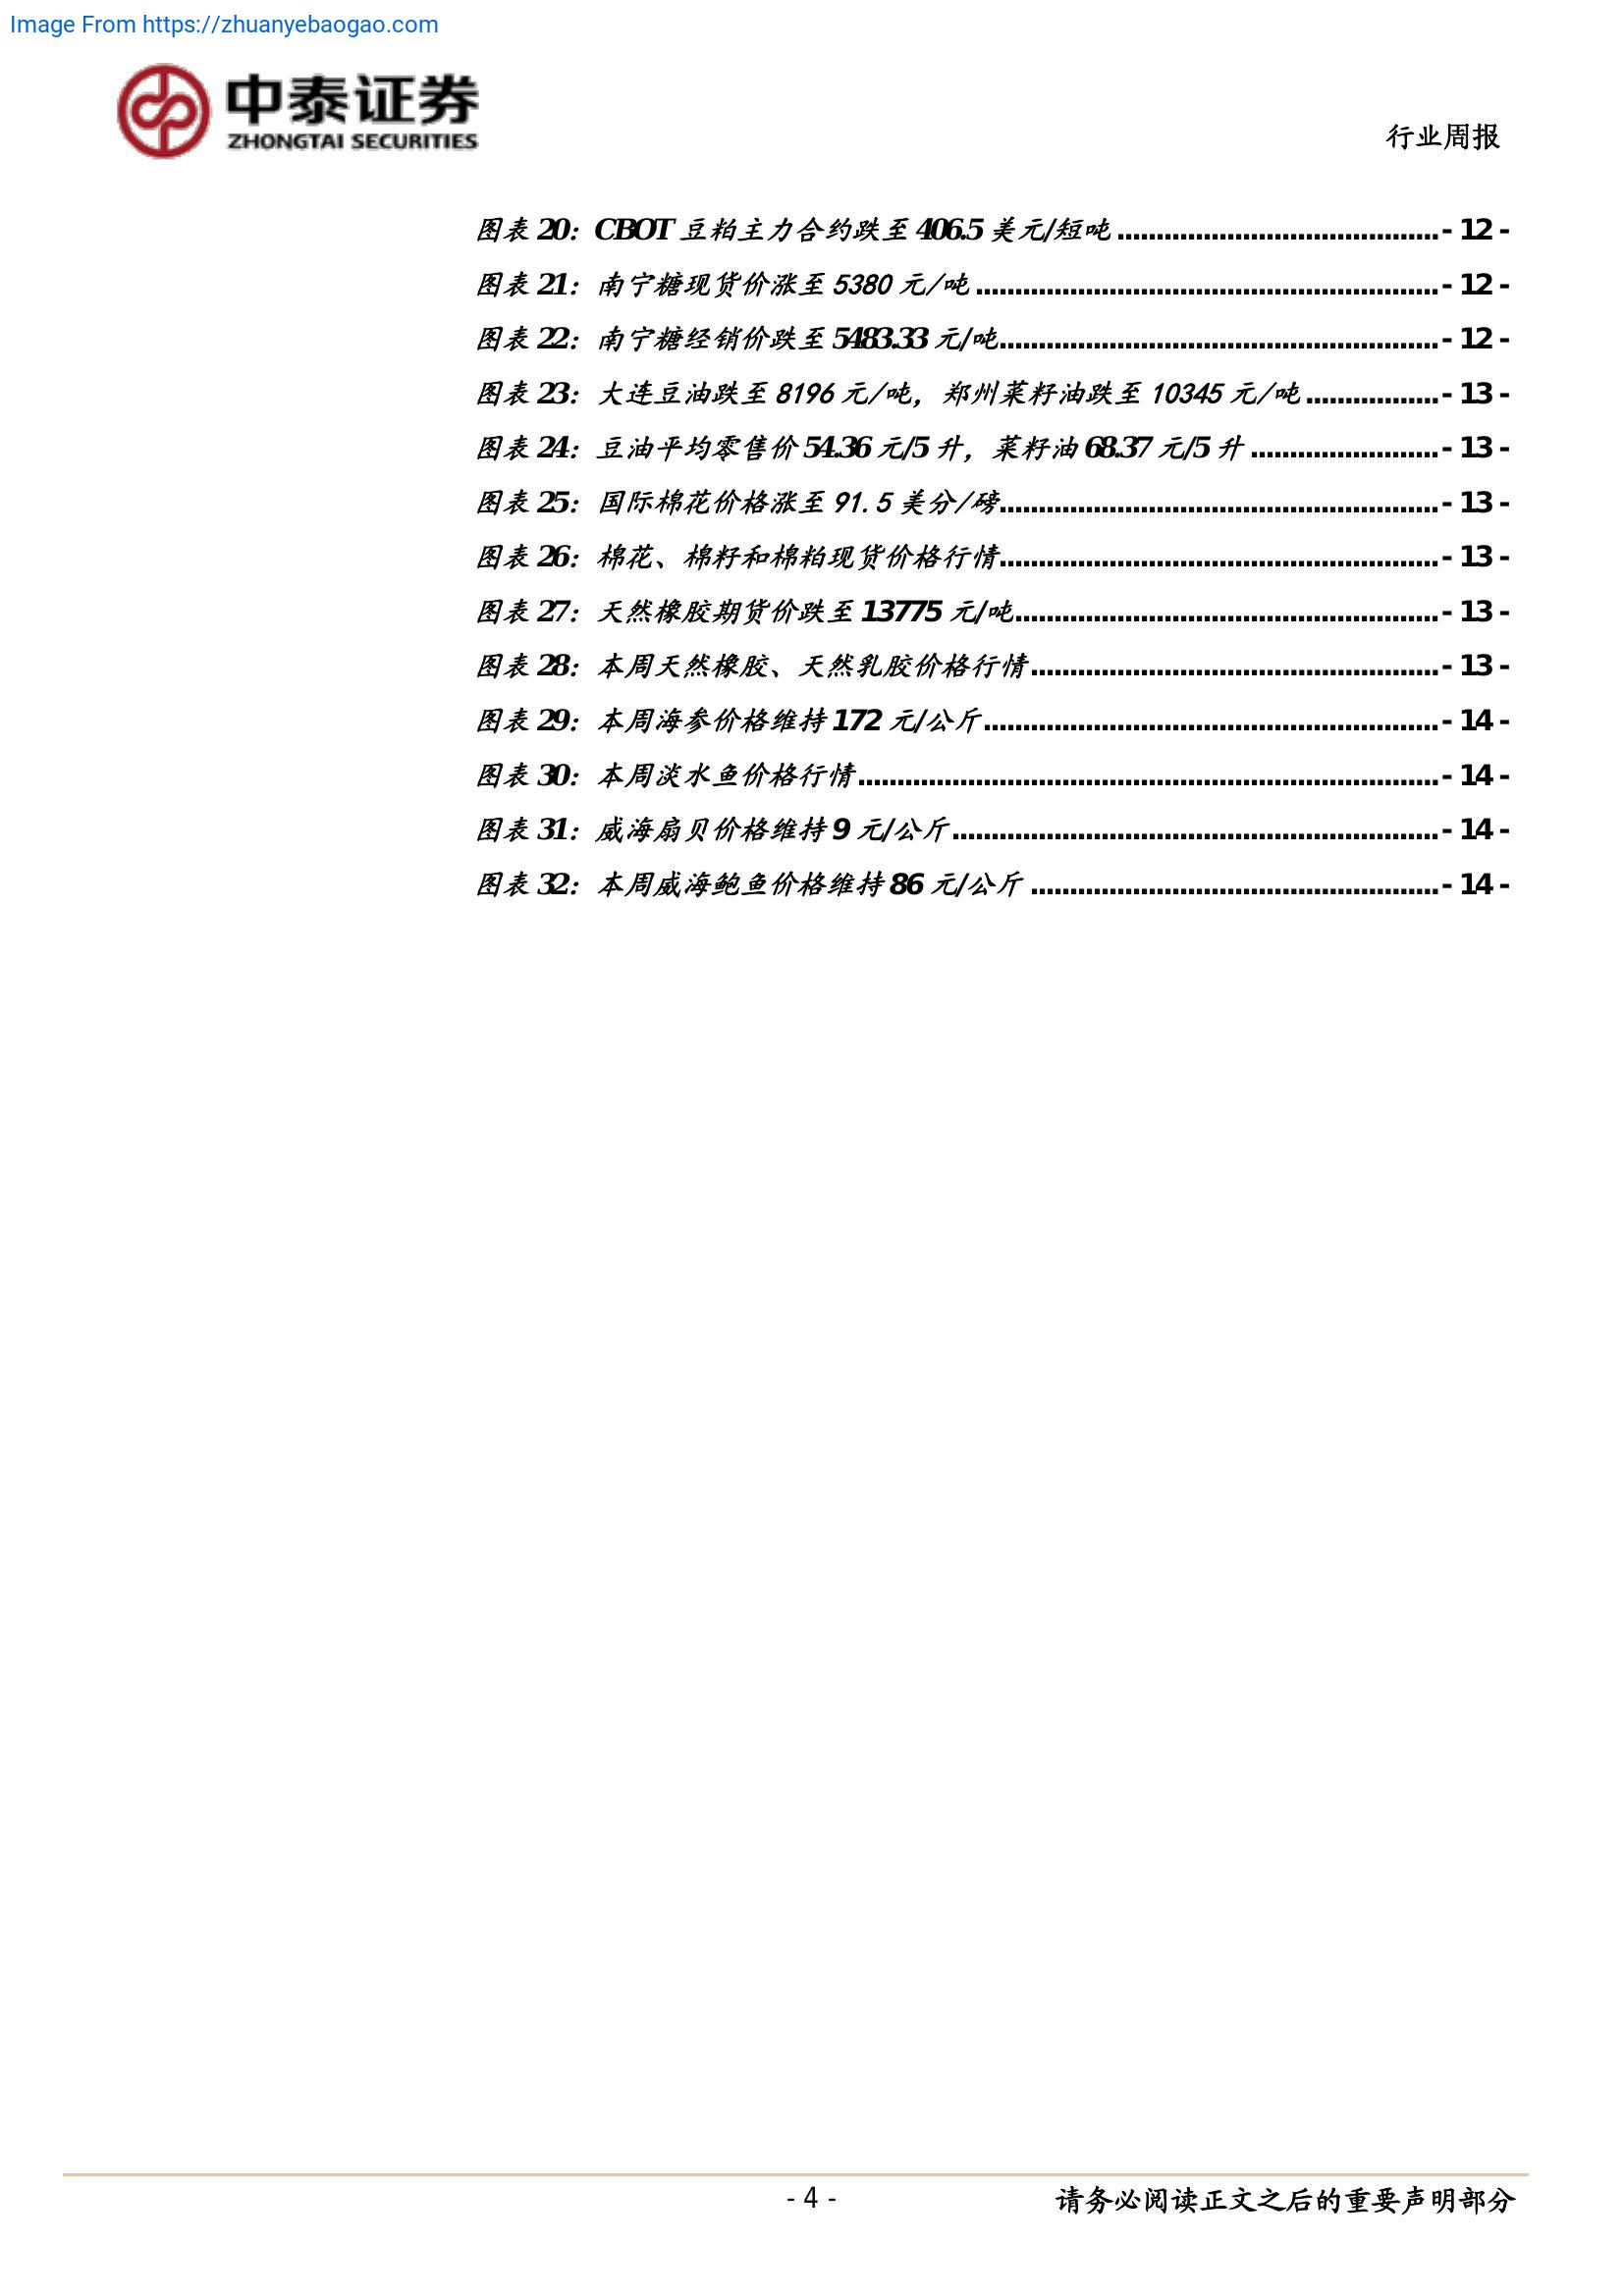 Image From https://zhuanyebaogao.com
中泰证券
ZHONGTAI SECURITIES
行业周报
图表 20：CBOT 豆粕主力合约跌至 406.5 美元/短吨 ......................................... - 12 -
图表 21：南宁糖现货价涨至 5380 元/吨 ........................................................... - 12 -
图表 22：南宁糖经销价跌至 5483.33 元/吨........................................................ - 12 -
图表 23：大连豆油跌至 8196 元/吨，郑州菜籽油跌至 10345 元/吨 ................. - 13 -
图表 24：豆油平均零售价 54.36 元/5 升，菜籽油 68.37 元/5 升 ........................ - 13 -
图表 25：国际棉花价格涨至 91.5 美分/磅........................................................ - 13 -
图表 26：棉花、棉籽和棉粕现货价格行情........................................................ - 13 -
图表 27：天然橡胶期货价跌至 13775 元/吨...................................................... - 13 -
图表 28：本周天然橡胶、天然乳胶价格行情.................................................... - 13 -
图表 29：本周海参价格维持 172 元/公斤.......................................................... - 14 -
图表 30：本周淡水鱼价格行情.......................................................................... - 14 -
图表 31：威海扇贝价格维持 9 元/公斤.............................................................. - 14 -
图表 32：本周威海鲍鱼价格维持 86 元/公斤 .................................................... - 14 -
- 4 -
请务必阅读正文之后的重要声明部分